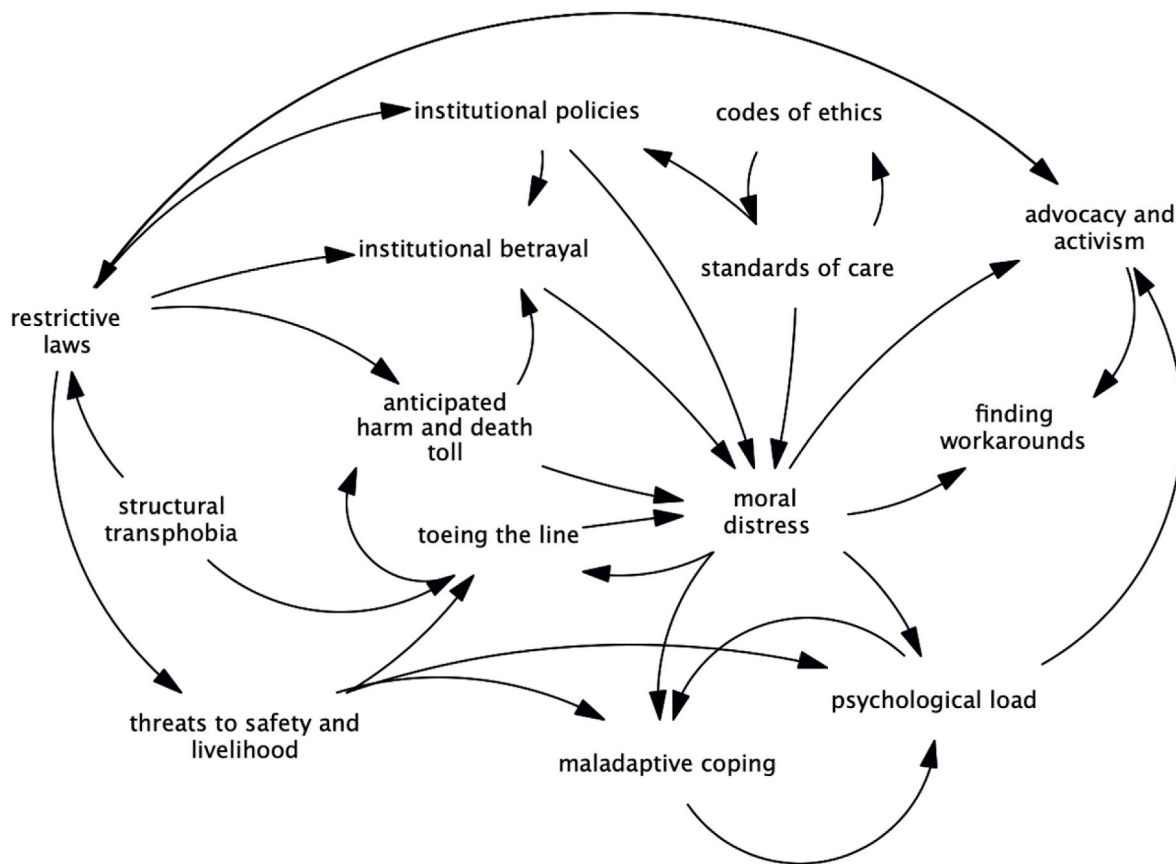 institutional policies
codes of ethics
advocacy and
activism
institutional betrayal
standards of care
restrictive
laws
anticipated
harm and death
toll
finding
workarounds
structural
transphobia
toeing the line
moral
distress
threats to safety and
livelihood
psychological load
maladaptive coping